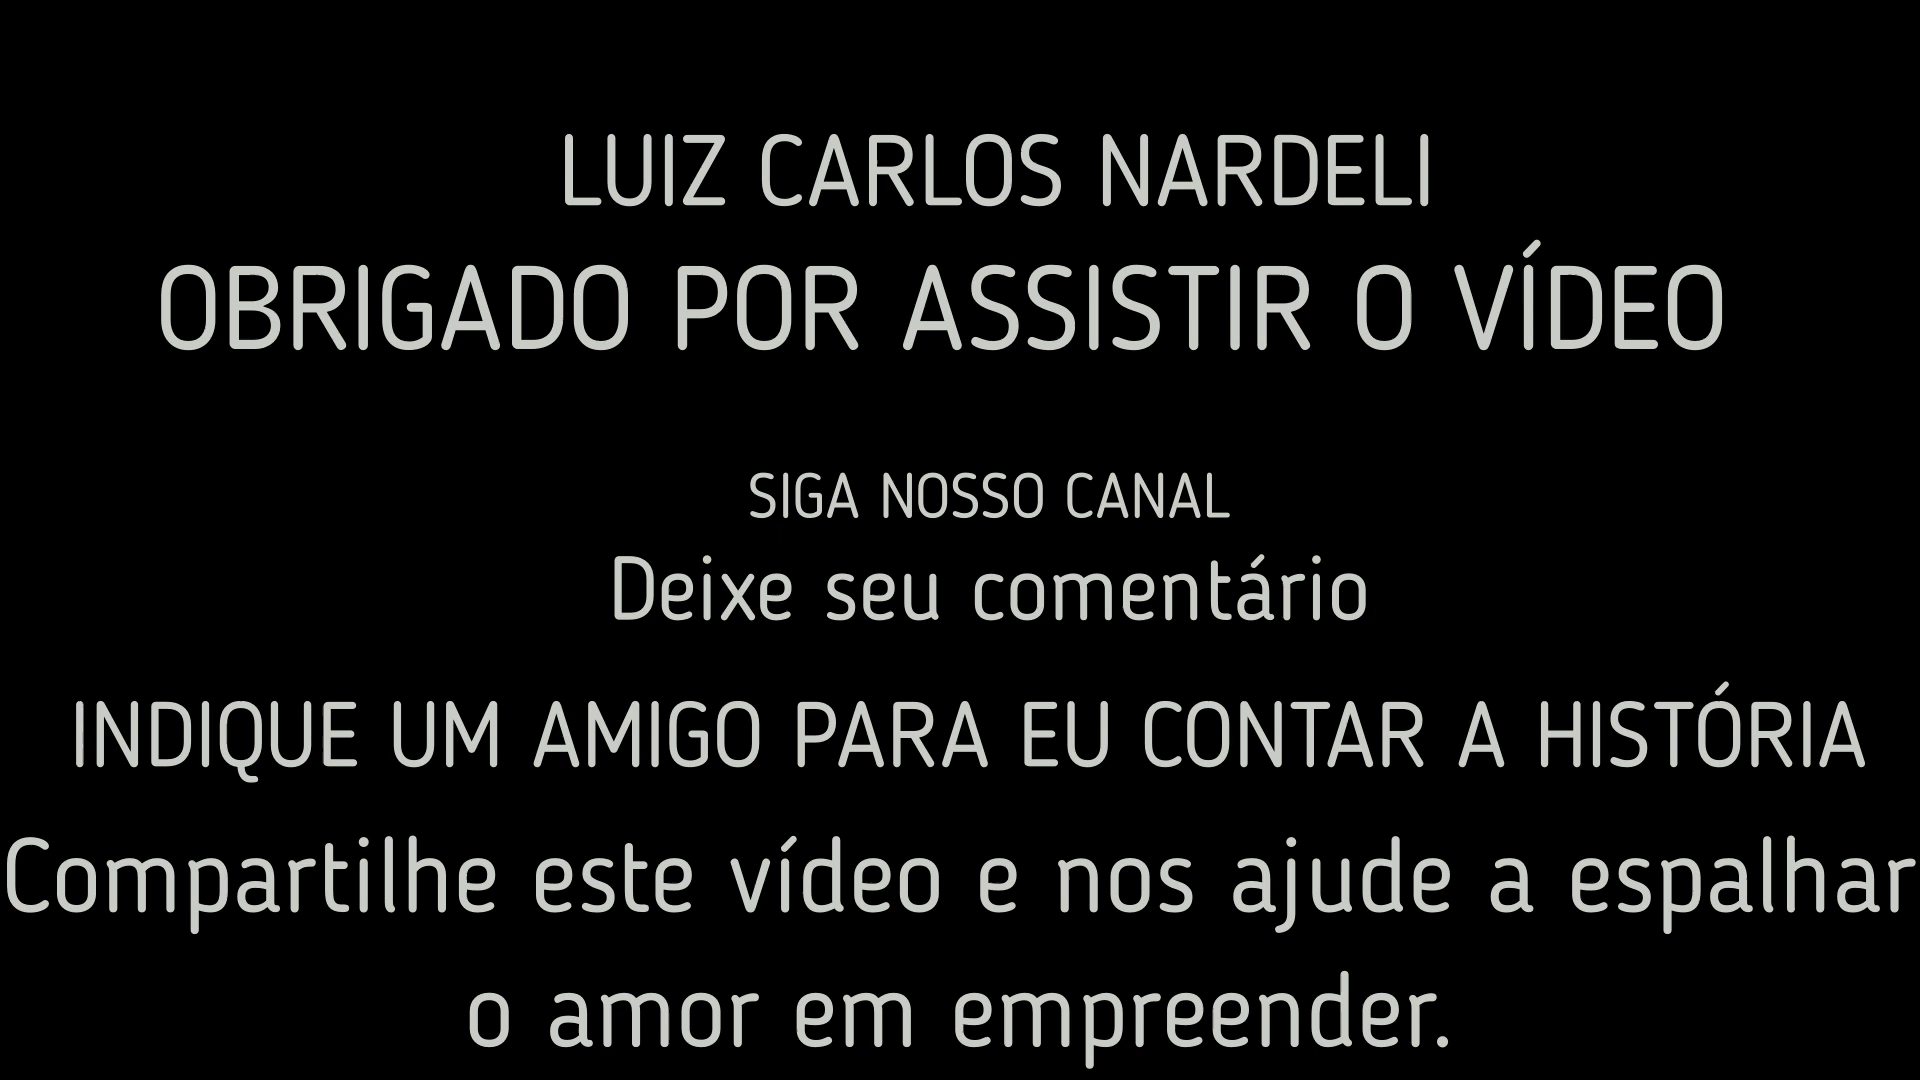 LUIZ CARLOS NARDELI
OBRIGADO POR ASSISTIR O VÍDEO
SIGA NOSSO CANAL
Deixe seu comentário
INDIQUE UM AMIGO PARA EU CONTAR A HISTÓRIA
Compartilhe este vídeo e nos ajude a espalhar
o amor em empreender.